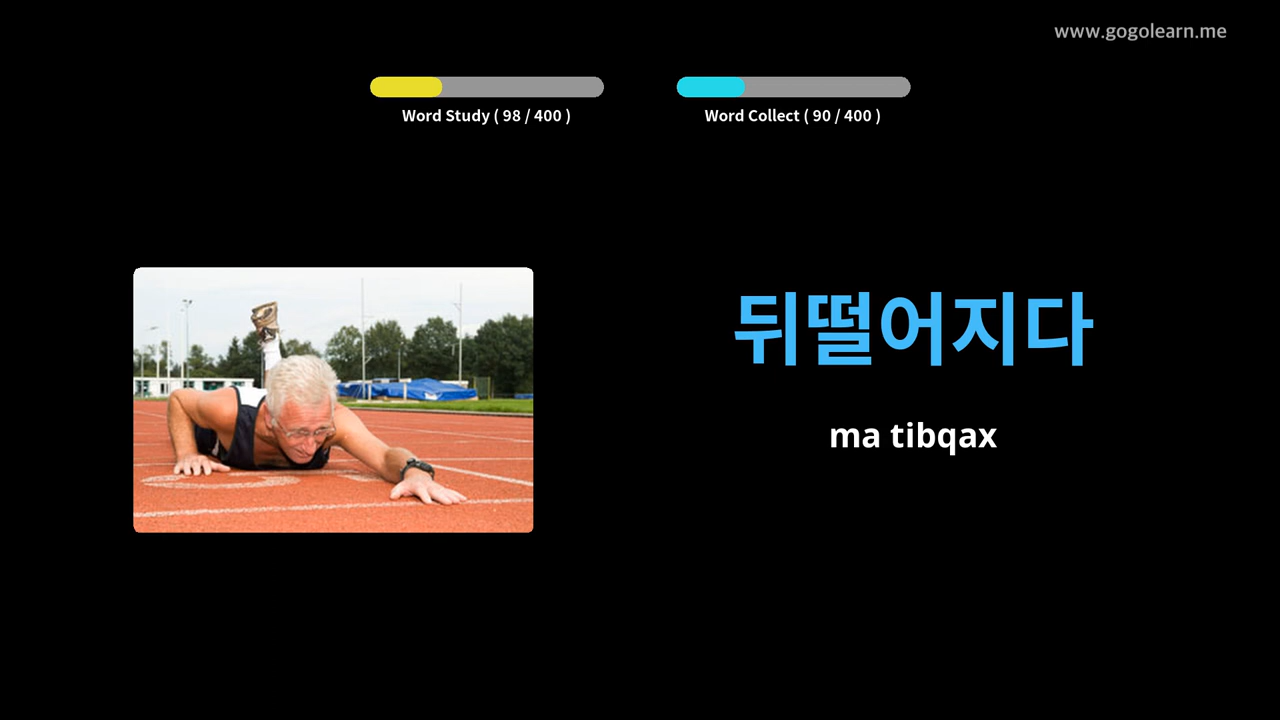 www.gogolearn.me
Word Study ( 98 / 400 )
Word Collect ( 90 / 400 )
뒤떨어지다
ma tibqax